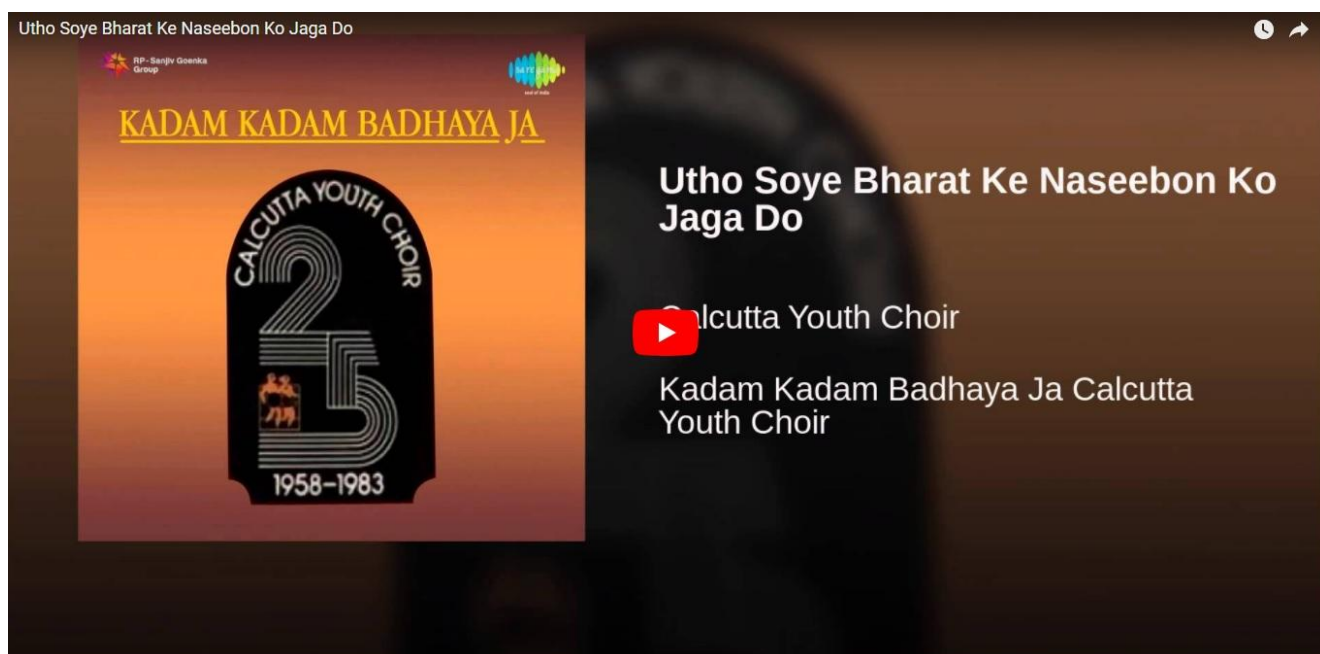 Utho Soye Bharat Ke Naseebon Ko Jaga Do
RP-Sanjiv Goenka
Group
KADAM KADAM BADHAYA JA
CALCUTTA YOUTH CHOIR
25
1958-1983
Utho Soye Bharat Ke Naseebon Ko
Jaga Do
Calcutta Youth Choir
Kadam Kadam Badhaya Ja Calcutta
Youth Choir